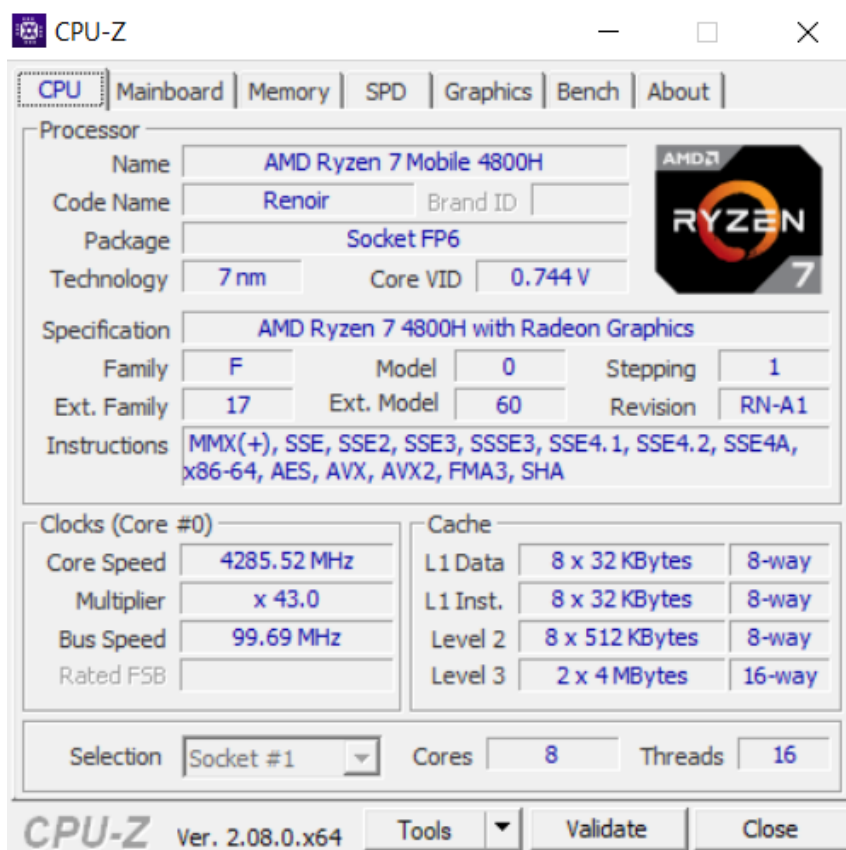 CPU-Z
CPU Mainboard Memory SPD Graphics Bench About
Processor
Name AMD Ryzen 7 Mobile 4800H
Code Name Renoir Brand ID
Package Socket FP6
Technology 7 nm Core VID 0.744 V
AMD
RYZEN
7
Specification AMD Ryzen 7 4800H with Radeon Graphics
Family F Model 0 Stepping 1
Ext. Family 17 Ext. Model 60 Revision RN-A1
Instructions MMX(+), SSE, SSE2, SSE3, SSSE3, SSE4.1, SSE4.2, SSE4A,
x86-64, AES, AVX, AVX2, FMA3, SHA
Clocks (Core #0)
Core Speed 4285.52 MHz
Multiplier x 43.0
Bus Speed 99.69 MHz
Rated FSB
Cache
L1 Data 8 x 32 KBytes 8-way
L1 Inst. 8 x 32 KBytes 8-way
Level 2 8 x 512 KBytes 8-way
Level 3 2 x 4 MBytes 16-way
Selection Socket #1 Cores 8 Threads 16
CPU-Z Ver. 2.08.0.x64 Tools Validate Close